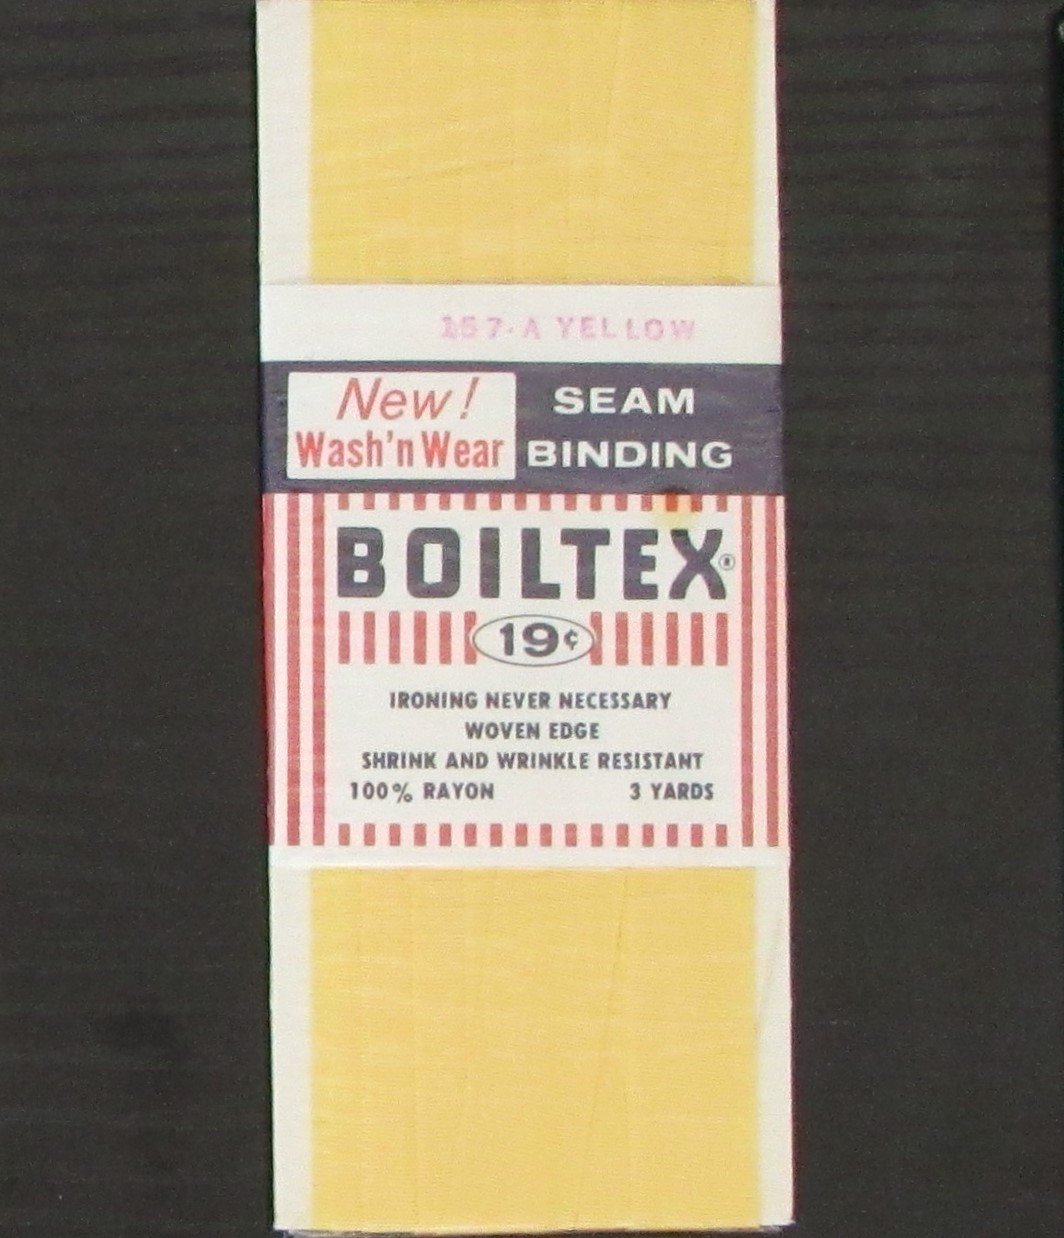 157-A YELLOW
New!
Wash'n Wear
SEAM
BINDING
BOILTEX®
19¢
IRONING NEVER NECESSARY
WOVEN EDGE
SHRINK AND WRINKLE RESISTANT
100% RAYON 3 YARDS